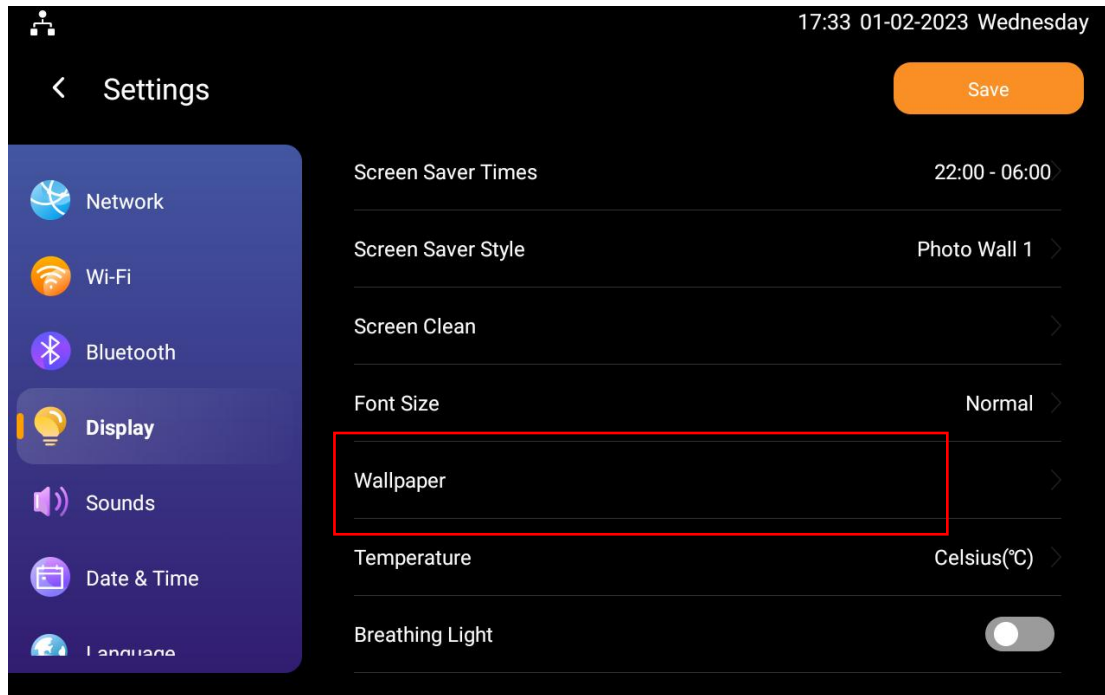 17:33 01-02-2023 Wednesday
Settings
Save
Network
Wi-Fi
Bluetooth
Display
Sounds
Date & Time
Language
Screen Saver Times 22:00 - 06:00
Screen Saver Style Photo Wall 1
Screen Clean
Font Size Normal
Wallpaper
Temperature Celsius(℃)
Breathing Light